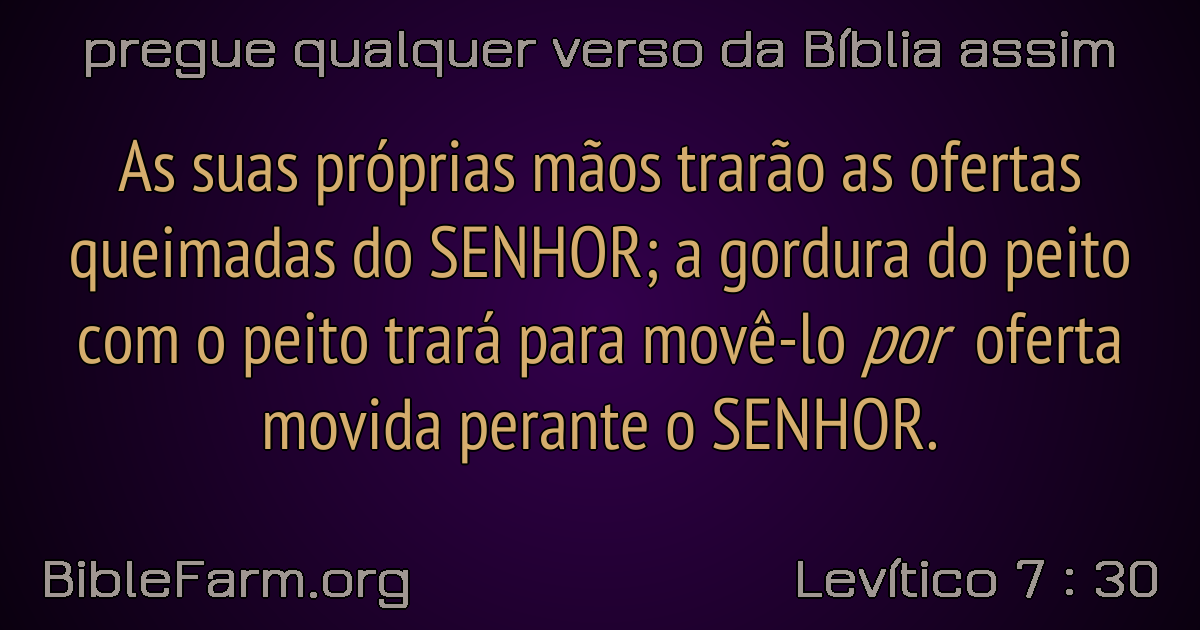 pregue qualquer verso da Bíblia assim
As suas próprias mãos trarão as ofertas
queimadas do SENHOR; a gordura do peito
com o peito trará para movê-lo por oferta
movida perante o SENHOR.
BibleFarm.org
Levítico 7 : 30